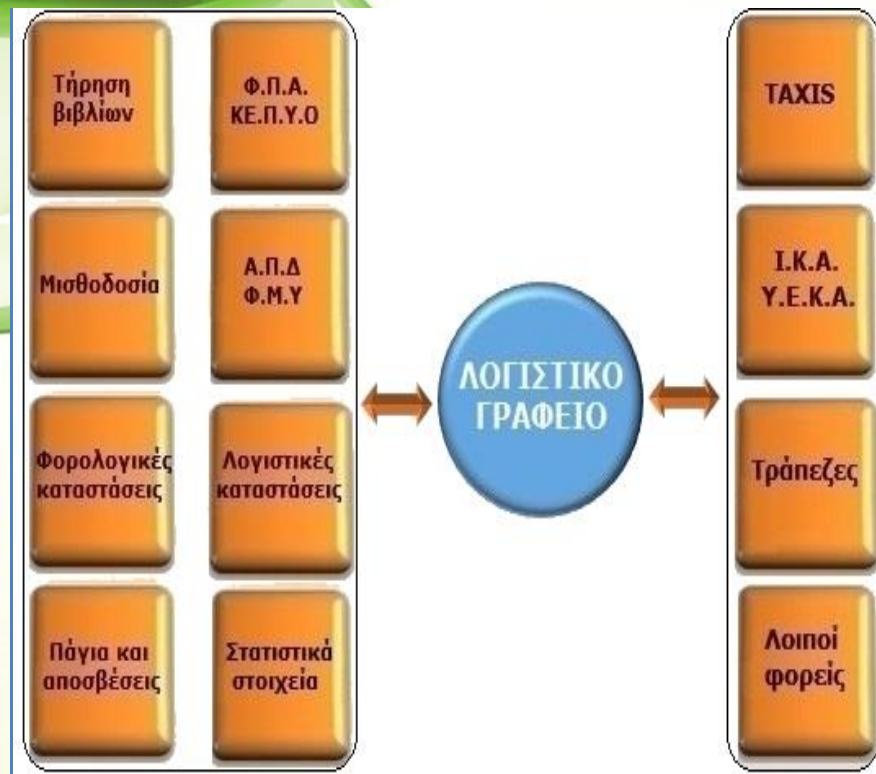 Τήρηση
βιβλίων
Φ.Π.Α.
ΚΕ.Π.Υ.Ο
Μισθοδοσία
Α.Π.Δ
Φ.Μ.Υ
Φορολογικές
καταστάσεις
Λογιστικές
καταστάσεις
Πάγια και
αποσβέσεις
Στατιστικά
στοιχεία
ΛΟΓΙΣΤΙΚΟ
ΓΡΑΦΕΙΟ
TAXIS
Ι.Κ.Α.
Υ.Ε.Κ.Α.
Τράπεζες
Λοιποί
φορείς